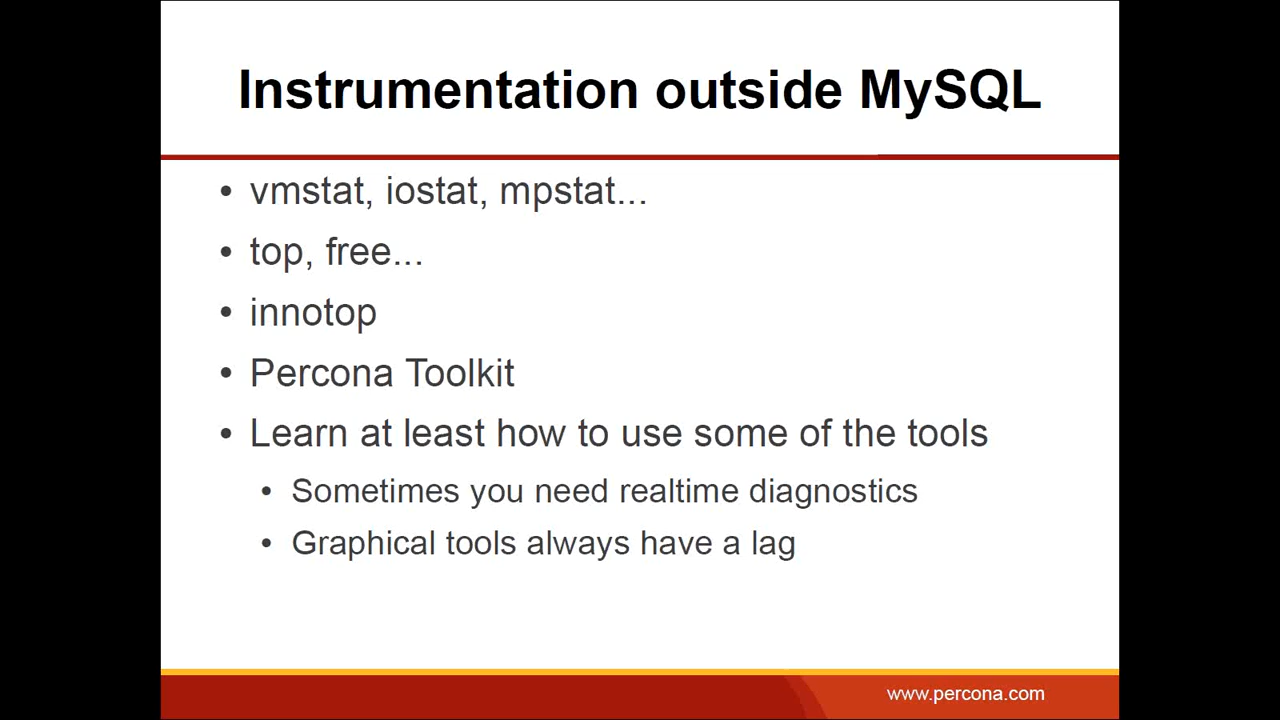 Instrumentation outside MySQL
• vmstat, iostat, mpstat...
• top, free...
• innotop
• Percona Toolkit
• Learn at least how to use some of the tools
• Sometimes you need realtime diagnostics
• Graphical tools always have a lag
www.percona.com